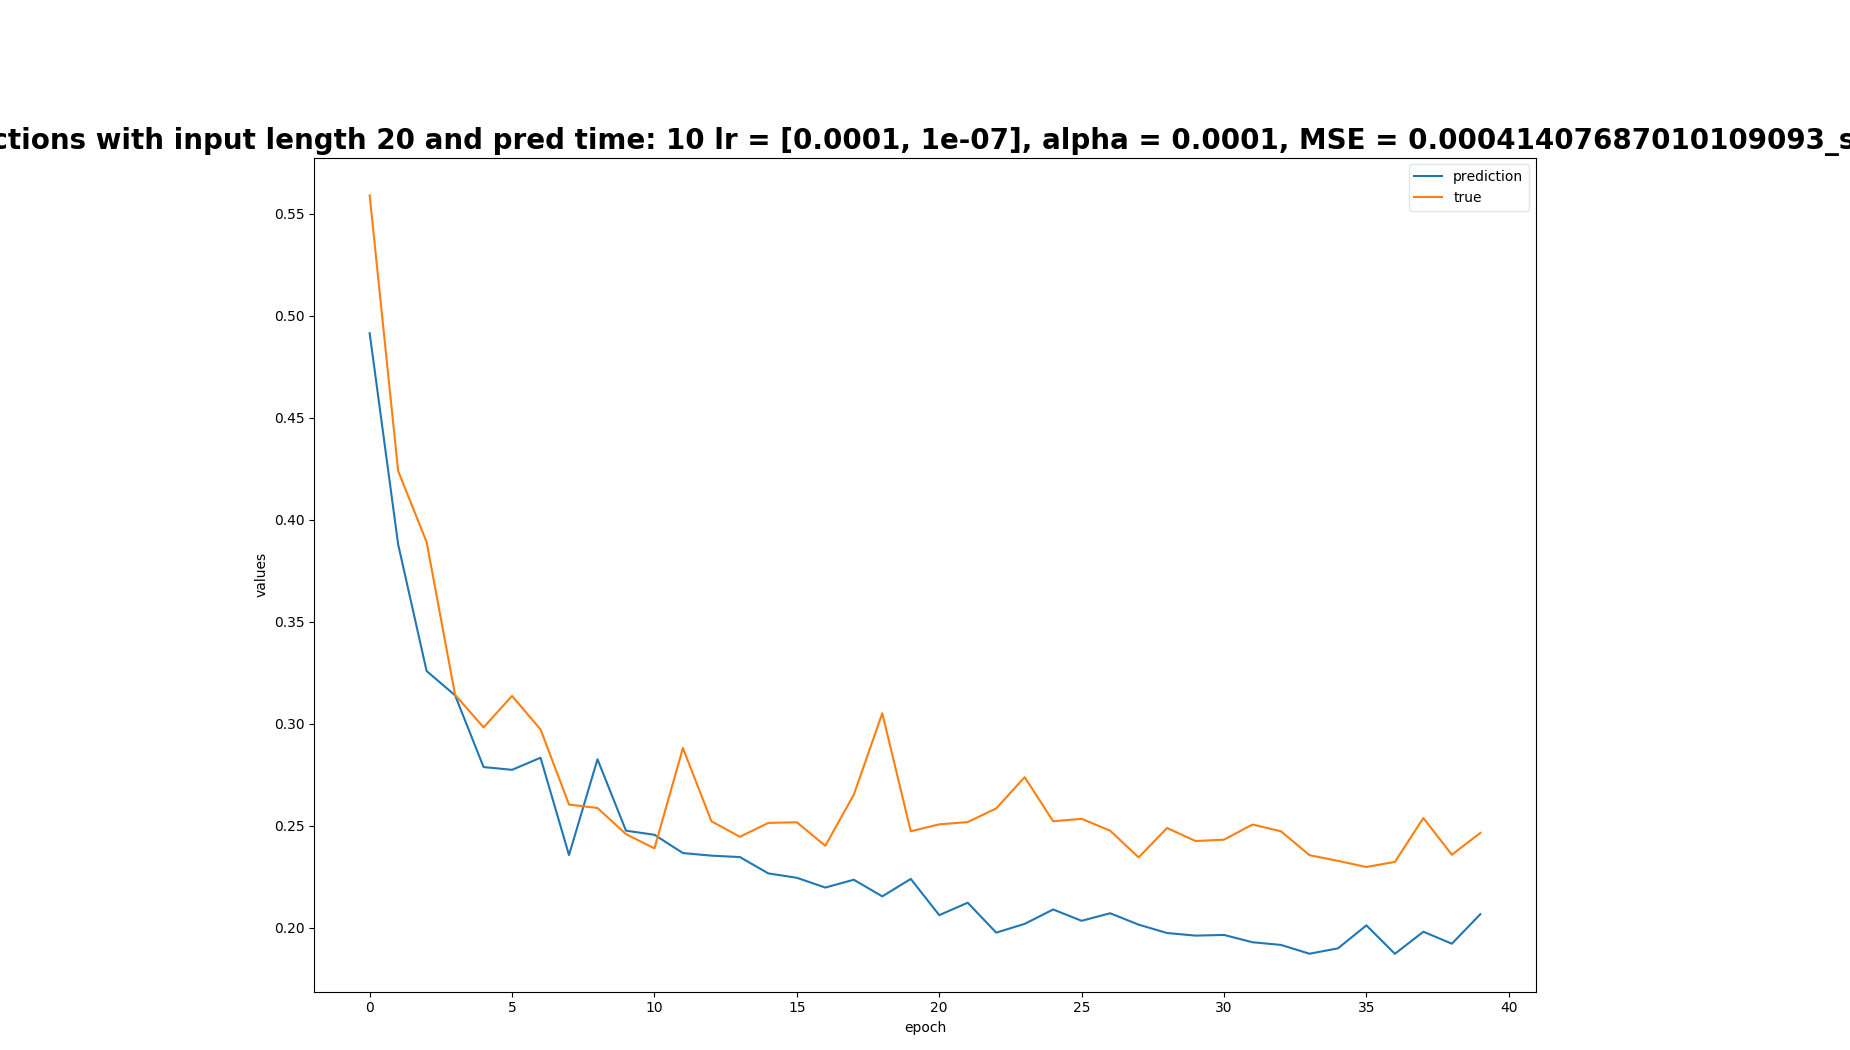 ctions with input length 20 and pred time: 10 lr = [0.0001, 1e-07], alpha = 0.0001, MSE = 0.00041407687010109093_s
prediction
true
0.55
0.50
0.45
0.40
0.35
0.30
0.25
0.20
values
0 5 10 15 20 25 30 35 40
epoch